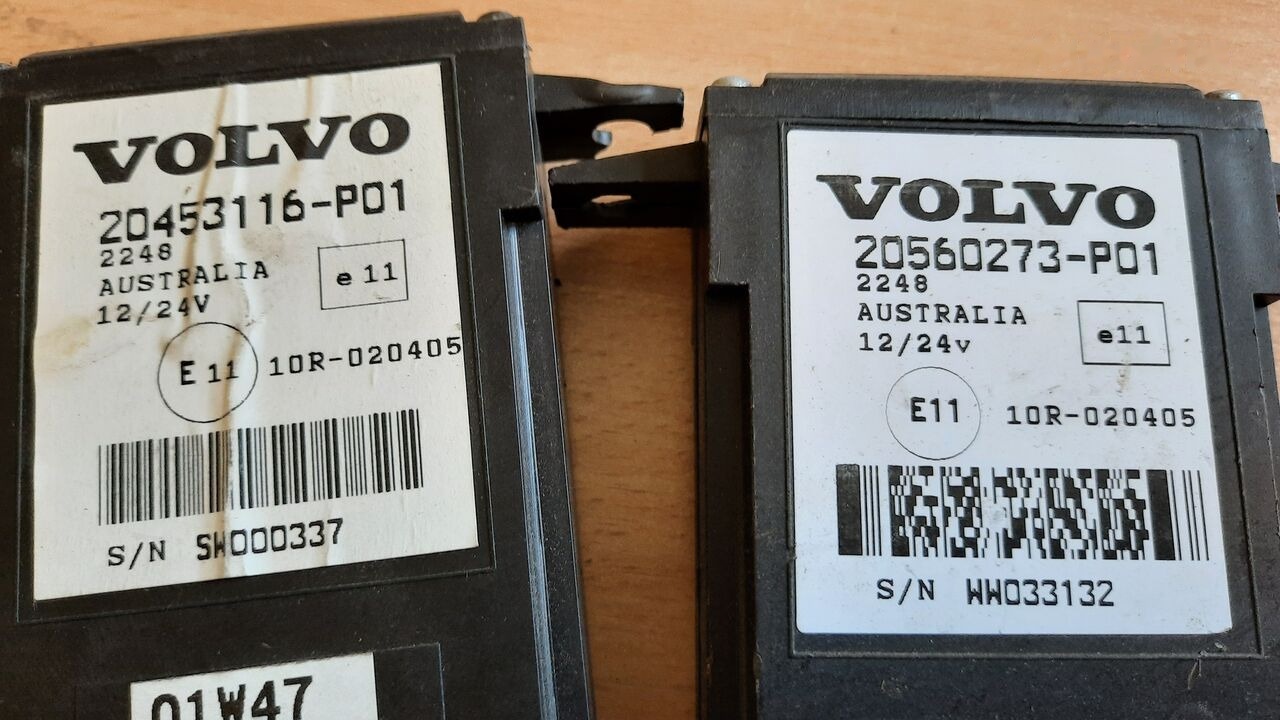 VOLVO
20453116-P01
2248
AUSTRALIA
12/24V
e 11
E 11
10R-020405
S/N SW000337
01W47
VOLVO
20560273-P01
2248
AUSTRALIA
12/24v
e11
E11
10R-020405
S/N WW033132